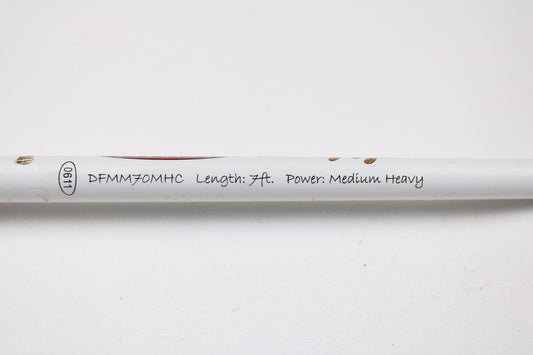 0611 DFMM70MHC Length: 7ft. Power: Medium Heavy